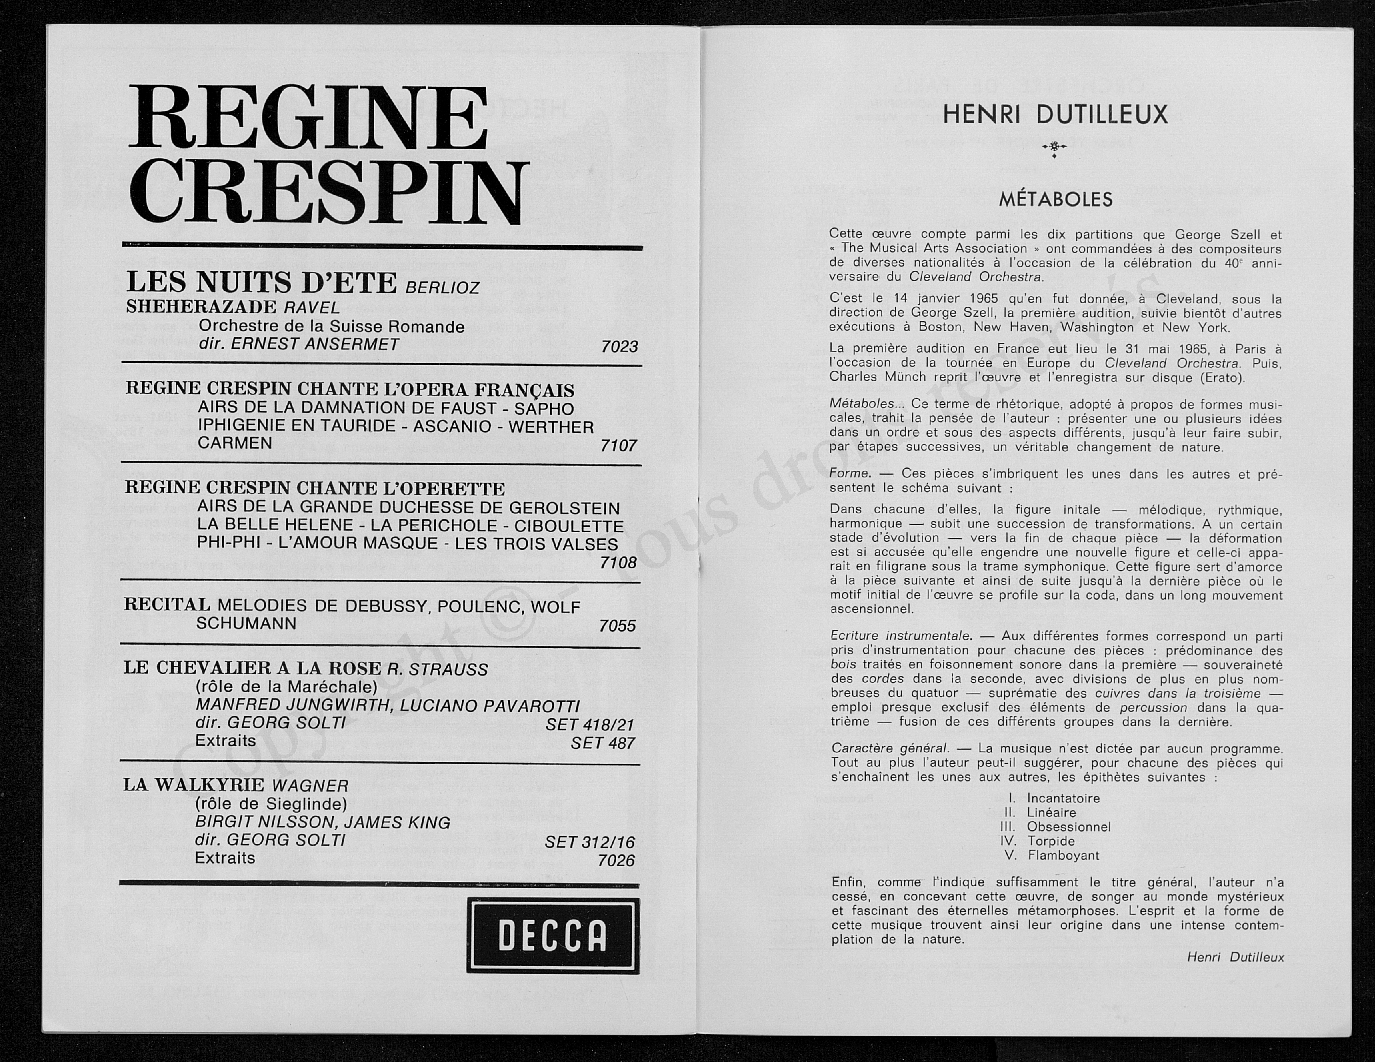 REGINE
CRESPIN
LES NUITS D'ETE BERLIOZ
SHEHERAZADE RAVEL
Orchestre de la Suisse Romande
dir. ERNEST ANSERMET 7023
REGINE CRESPIN CHANTE L'OPERA FRANÇAIS
AIRS DE LA DAMNATION DE FAUST - SAPHO
IPHIGENIE EN TAURIDE - ASCANIO - WERTHER
CARMEN 7107
REGINE CRESPIN CHANTE L'OPERETTE
AIRS DE LA GRANDE DUCHESSE DE GEROLSTEIN
LA BELLE HELENE - LA PERICHOLE - CIBOULETTE
PHI-PHI - L'AMOUR MASQUE - LES TROIS VALSES
7108
RECITAL MELODIES DE DEBUSSY, POULENC, WOLF
SCHUMANN 7055
LE CHEVALIER A LA ROSE R. STRAUSS
(rôle de la Maréchale)
MANFRED JUNGWIRTH, LUCIANO PAVAROTTI
dir. GEORG SOLTI SET 418/21
Extraits SET 487
LA WALKYRIE WAGNER
(rôle de Sieglinde)
BIRGIT NILSSON, JAMES KING
dir. GEORG SOLTI SET 312/16
Extraits 7026
DECCA
HENRI DUTILLEUX
MÉTABOLES
Cette œuvre compte parmi les dix partitions que George Szell et
« The Musical Arts Association » ont commandées à des compositeurs
de diverses nationalités à l'occasion de la célébration du 40e anni-
versaire du Cleveland Orchestra.
C'est le 14 janvier 1965 qu'en fut donnée, à Cleveland, sous la
direction de George Szell, la première audition, suivie bientôt d'autres
exécutions à Boston, New Haven, Washington et New York.
La première audition en France eut lieu le 31 mai 1965, à Paris à
l'occasion de la tournée en Europe du Cleveland Orchestra. Puis,
Charles Münch reprit l'œuvre et l'enregistra sur disque (Erato).
Métaboles... Ce terme de rhétorique, adopté à propos de formes musi-
cales, trahit la pensée de l'auteur : présenter une ou plusieurs idées
dans un ordre et sous des aspects différents, jusqu'à leur faire subir,
par étapes successives, un véritable changement de nature.
Forme. — Ces pièces s'imbriquent les unes dans les autres et pré-
sentent le schéma suivant :
Dans chacune d'elles, la figure initale — mélodique, rythmique,
harmonique — subit une succession de transformations. A un certain
stade d'évolution — vers la fin de chaque pièce — la déformation
est si accusée qu'elle engendre une nouvelle figure et celle-ci appa-
raît en filigrane sous la trame symphonique. Cette figure sert d'amorce
à la pièce suivante et ainsi de suite jusqu'à la dernière pièce où le
motif initial de l'œuvre se profile sur la coda, dans un long mouvement
ascensionnel.
Ecriture instrumentale. — Aux différentes formes correspond un parti
pris d'instrumentation pour chacune des pièces : prédominance des
bois traités en foisonnement sonore dans la première — souveraineté
des cordes dans la seconde, avec divisions de plus en plus nom-
breuses du quatuor — suprématie des cuivres dans la troisième —
emploi presque exclusif des éléments de percussion dans la qua-
trième — fusion de ces différents groupes dans la dernière.
Caractère général. — La musique n'est dictée par aucun programme.
Tout au plus l'auteur peut-il suggérer, pour chacune des pièces qui
s'enchaînent les unes aux autres, les épithètes suivantes :
I. Incantatoire
II. Linéaire
III. Obsessionnel
IV. Torpide
V. Flamboyant
Enfin, comme l'indique suffisamment le titre général, l'auteur n'a
cessé, en concevant cette œuvre, de songer au monde mystérieux
et fascinant des éternelles métamorphoses. L'esprit et la forme de
cette musique trouvent ainsi leur origine dans une intense contem-
plation de la nature.
Henri Dutilleux
Copyright © - Tous droits réservés.